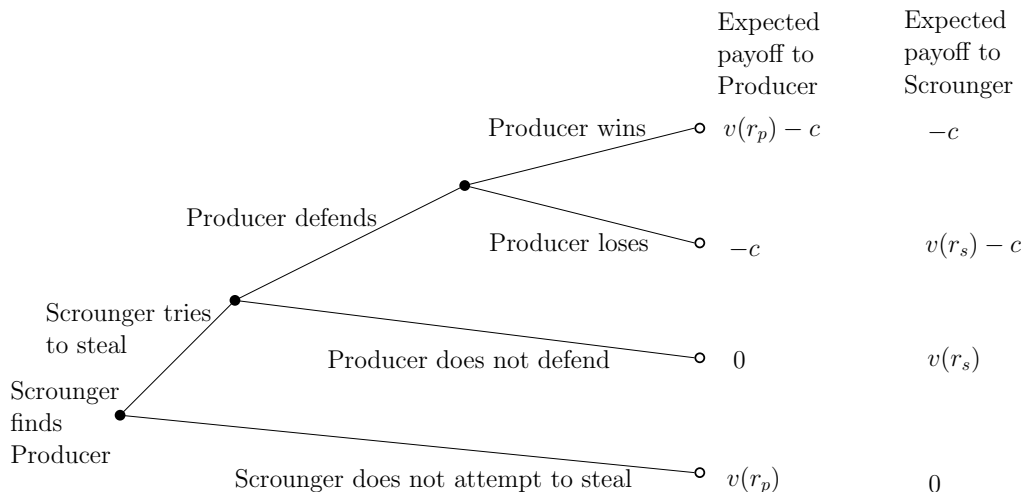 Expected
payoff to
Producer
Expected
payoff to
Scrounger
Producer wins
v(r_p) − c
−c
Producer defends
Producer loses
−c
v(r_s) − c
Scrounger tries
to steal
Producer does not defend
0
v(r_s)
Scrounger
finds
Producer
Scrounger does not attempt to steal
v(r_p)
0